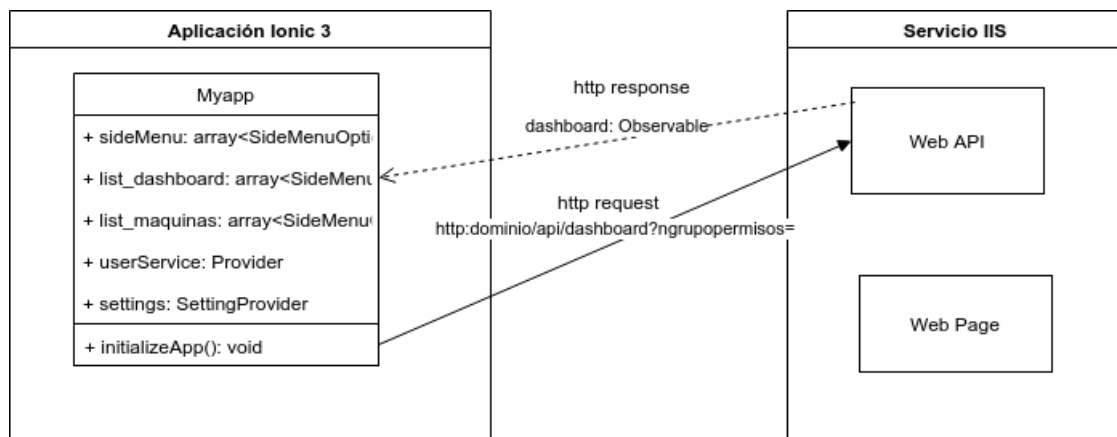 Aplicación Ionic 3
Myapp
+ sideMenu: array<SideMenuOpti
+ list_dashboard: array<SideMenu
+ list_maquinas: array<SideMenu
+ userService: Provider
+ settings: SettingProvider
+ initializeApp(): void
http response
dashboard: Observable
http request
http:dominio/api/dashboard?ngrupopermisos=
Servicio IIS
Web API
Web Page